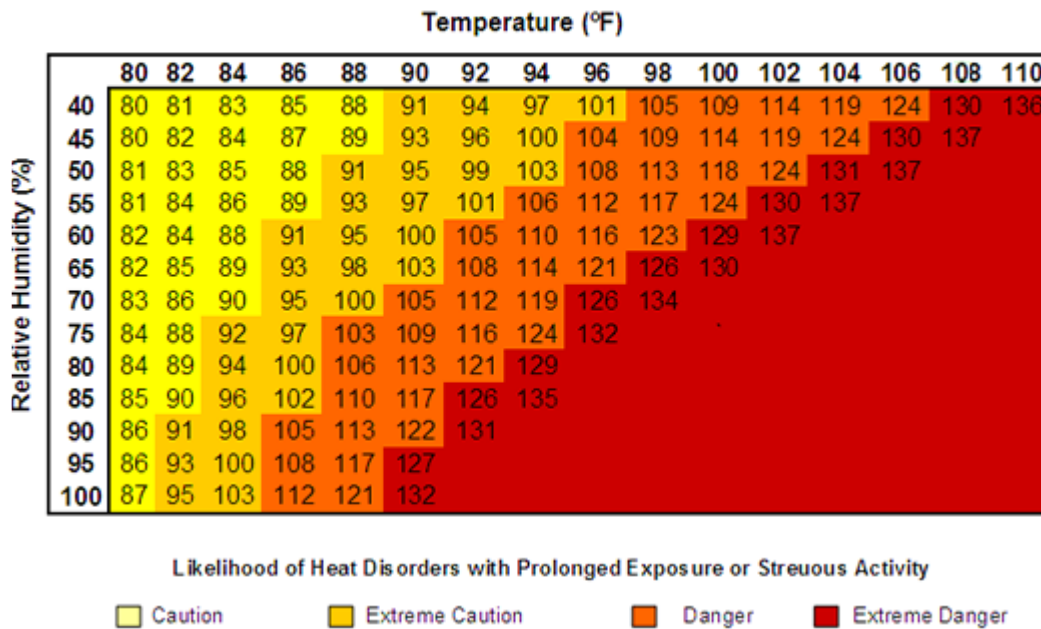 Temperature (ºF)
80 82 84 86 88 90 92 94 96 98 100 102 104 106 108 110
Relative Humidity (%)
40 80 81 83 85 88 91 94 97 101 105 109 114 119 124 130 136
45 80 82 84 87 89 93 96 100 104 109 114 119 124 130 137
50 81 83 85 88 91 95 99 103 108 113 118 124 131 137
55 81 84 86 89 93 97 101 106 112 117 124 130 137
60 82 84 88 91 95 100 105 110 116 123 129 137
65 82 85 89 93 98 103 108 114 121 126 130
70 83 86 90 95 100 105 112 119 126 134
75 84 88 92 97 103 109 116 124 132
80 84 89 94 100 106 113 121 129
85 85 90 96 102 110 117 126 135
90 86 91 98 105 113 122 131
95 86 93 100 108 117 127
100 87 95 103 112 121 132
Likelihood of Heat Disorders with Prolonged Exposure or Streuous Activity
Caution Extreme Caution Danger Extreme Danger